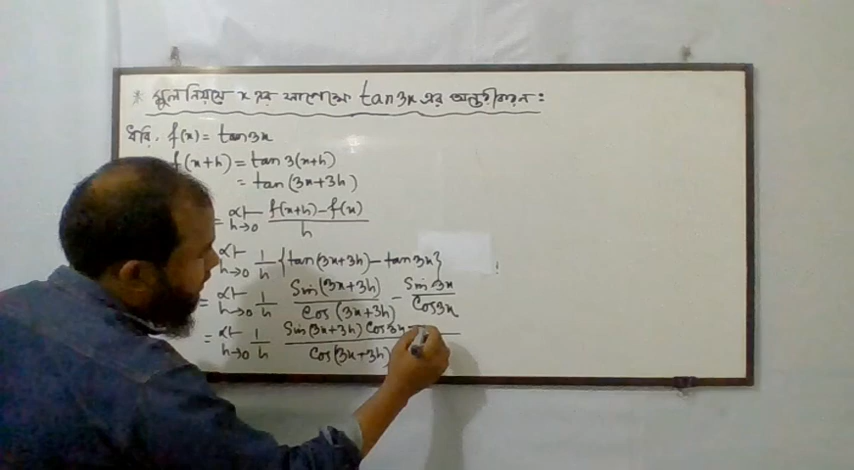 * মূল নিয়মে x এর সাপেক্ষে tan3x এর অন্তরীকরণ :
ধরি, f(x) = tan3x
f(x+h) = tan 3(x+h)
= tan (3x+3h)
= Lt h→0 f(x+h) – f(x) / h
Lt h→0 1/h {tan(3x+3h) – tan3x}
= Lt h→0 1/h Sin(3x+3h) / Cos(3x+3h) – Sin3x / Cos3x
= Lt h→0 1/h Sin(3x+3h) Cos3x – / Cos(3x+3h)